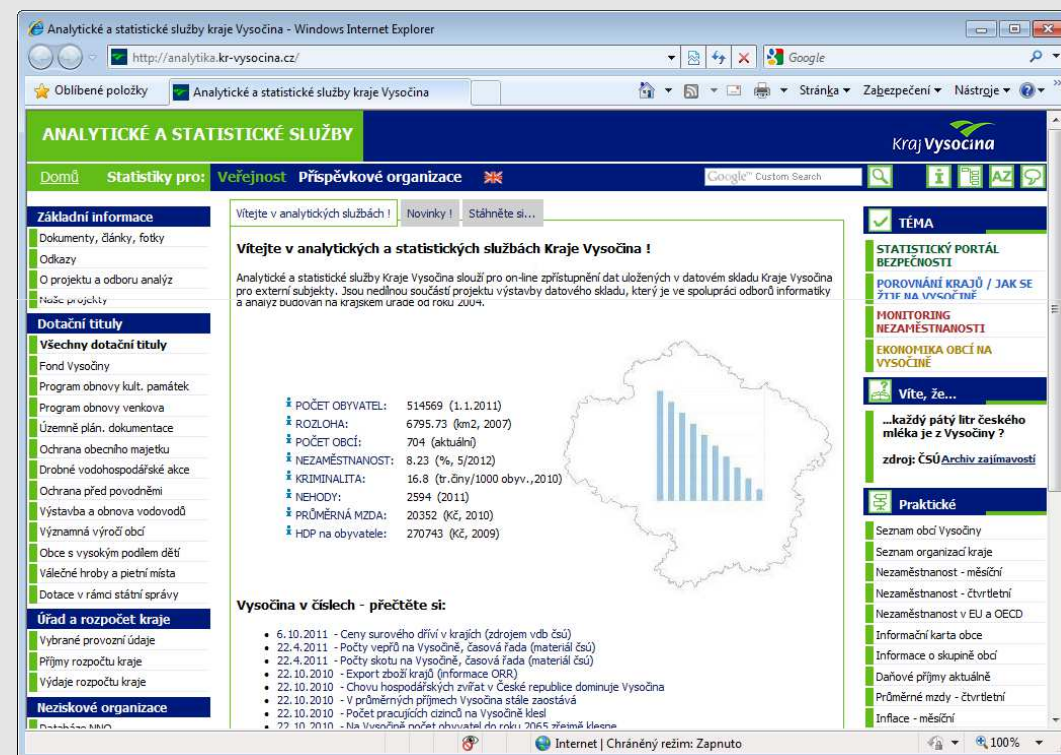 Analytické a statistické služby kraje Vysočina - Windows Internet Explorer
http://analytika.kr-vysocina.cz/
Google
Oblíbené položky
Analytické a statistické služby kraje Vysočina
Stránka
Zabezpečení
Nástroje
ANALYTICKÉ A STATISTICKÉ SLUŽBY
Kraj Vysočina
Domů Statistiky pro: Veřejnost Příspěvkové organizace
Google™ Custom Search
AZ
Základní informace
Dokumenty, články, fotky
Odkazy
O projektu a odboru analýz
Naše projekty
Dotační tituly
Všechny dotační tituly
Fond Vysočiny
Program obnovy kult. památek
Program obnovy venkova
Územně plán. dokumentace
Ochrana obecního majetku
Drobné vodohospodářské akce
Ochrana před povodněmi
Výstavba a obnova vodovodů
Významná výročí obcí
Obce s vysokým podílem dětí
Válečné hroby a pietní místa
Dotace v rámci státní správy
Úřad a rozpočet kraje
Vybrané provozní údaje
Příjmy rozpočtu kraje
Výdaje rozpočtu kraje
Neziskové organizace
Databáze NNO
Vítejte v analytických službách !
Novinky !
Stáhněte si...
Vítejte v analytických a statistických službách Kraje Vysočina !
Analytické a statistické služby Kraje Vysočina slouží pro on-line zpřístupnění dat uložených v datovém skladu Kraje Vysočina
pro externí subjekty. Jsou nedílnou součástí projektu výstavby datového skladu, který je ve spolupráci odborů informatiky
a analýz budován na krajském úřadě od roku 2004.
POČET OBYVATEL: 514569 (1.1.2011)
ROZLOHA: 6795.73 (km2, 2007)
POČET OBCÍ: 704 (aktuální)
NEZAMĚSTNANOST: 8.23 (%, 5/2012)
KRIMINALITA: 16.8 (tr.činy/1000 obyv.,2010)
NEHODY: 2594 (2011)
PRŮMĚRNÁ MZDA: 20352 (Kč, 2010)
HDP na obyvatele: 270743 (Kč, 2009)
Vysočina v číslech - přečtěte si:
6.10.2011 - Ceny surového dříví v krajích (zdrojem vdb čsú)
22.4.2011 - Počty vepřů na Vysočině, časová řada (materiál čsú)
22.4.2011 - Počty skotu na Vysočině, časová řada (materiál čsú)
22.10.2010 - Export zboží krajů (informace ORR)
22.10.2010 - Chovu hospodářských zvířat v České republice dominuje Vysočina
22.10.2010 - V průměrných příjmech Vysočina stále zaostává
22.10.2010 - Počet pracujících cizinců na Vysočině klesl
22.10.2010 - Na Vysočině počet obyvatel do roku 2065 zřejmě klesne
TÉMA
STATISTICKÝ PORTÁL
BEZPEČNOSTI
POROVNÁNÍ KRAJŮ / JAK SE
ŽIJE NA VYSOČINĚ
MONITORING
NEZAMĚSTNANOSTI
EKONOMIKA OBCÍ NA
VYSOČINĚ
Víte, že...
...každý pátý litr českého
mléka je z Vysočiny ?
zdroj: ČSÚ Archiv zajímavostí
Praktické
Seznam obcí Vysočiny
Seznam organizací kraje
Nezaměstnanost - měsíční
Nezaměstnanost - čtvrtletní
Nezaměstnanost v EU a OECD
Informační karta obce
Informace o skupině obcí
Daňové příjmy aktuálně
Průměrné mzdy - čtvrtletní
Inflace - měsíční
Internet | Chráněný režim: Zapnuto
100%